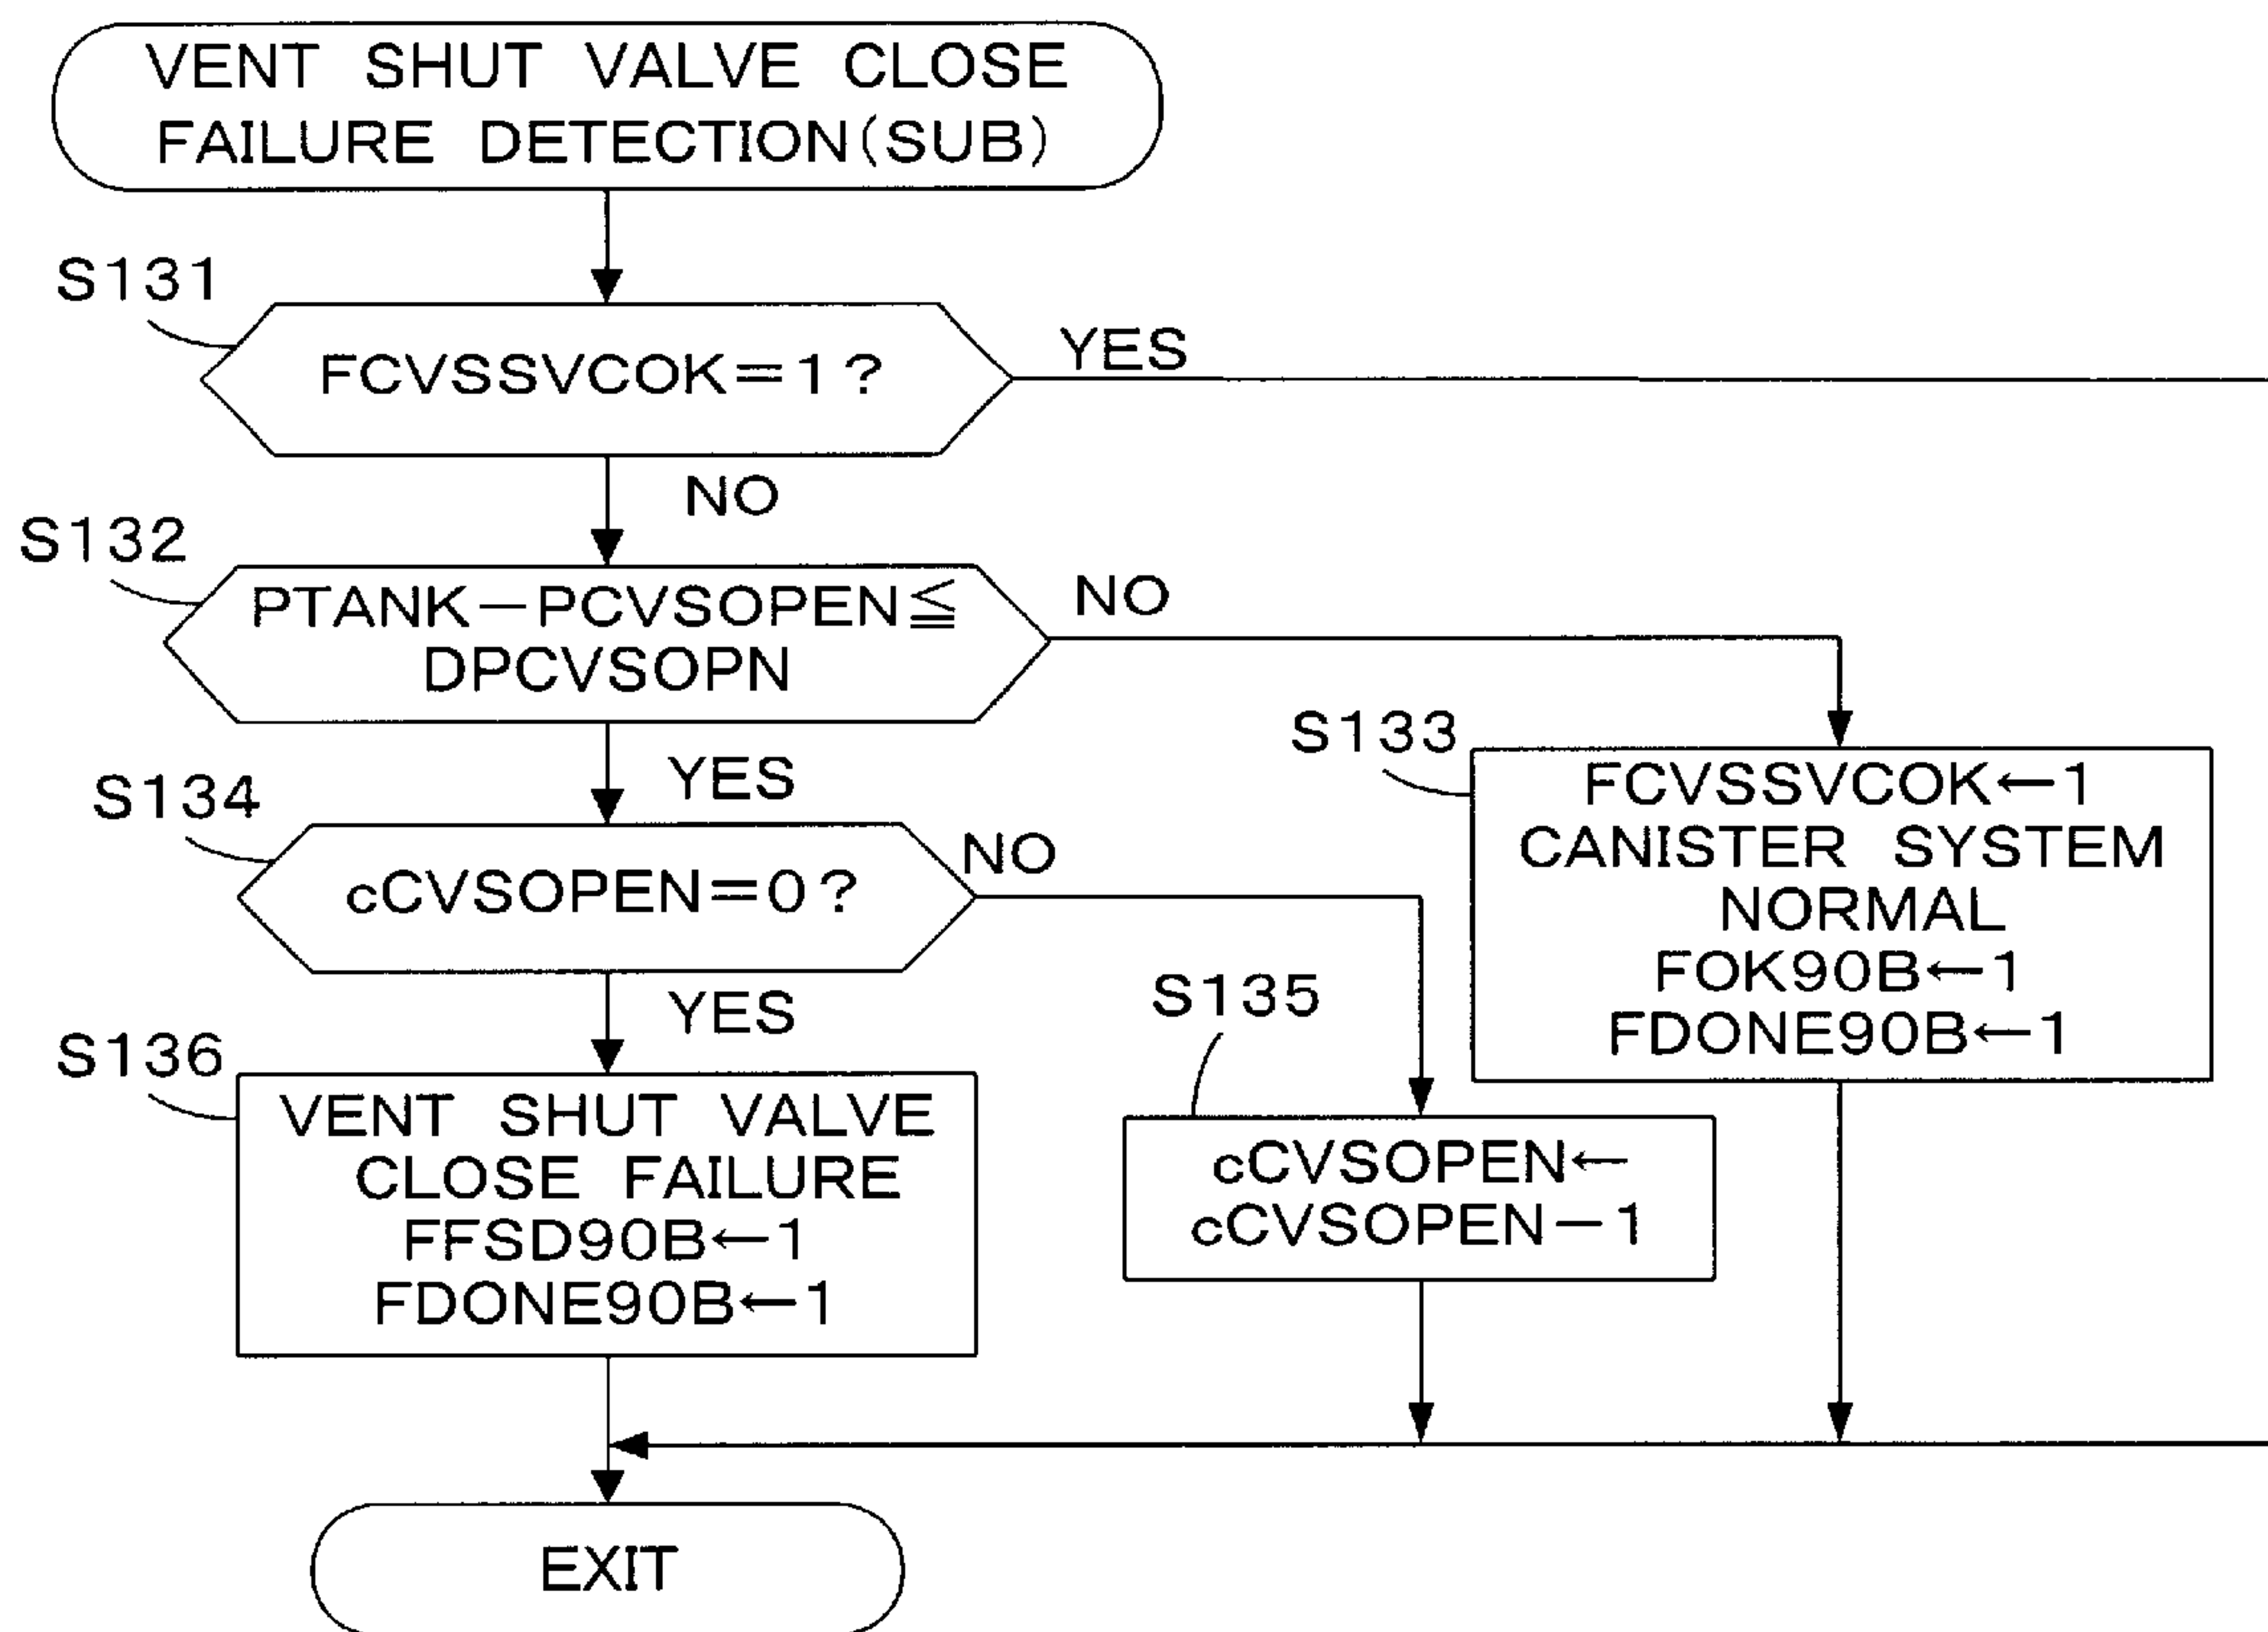 VENT SHUT VALVE CLOSE
FAILURE DETECTION(SUB)
S131
FCVSSVCOK=1?
YES
NO
S132
PTANK−PCVSOPEN≦
DPCVSOPN
NO
YES
S133
FCVSSVCOK←1
CANISTER SYSTEM
NORMAL
FOK90B←1
FDONE90B←1
S134
cCVSOPEN=0?
NO
YES
S135
cCVSOPEN←
cCVSOPEN−1
S136
VENT SHUT VALVE
CLOSE FAILURE
FFSD90B←1
FDONE90B←1
EXIT